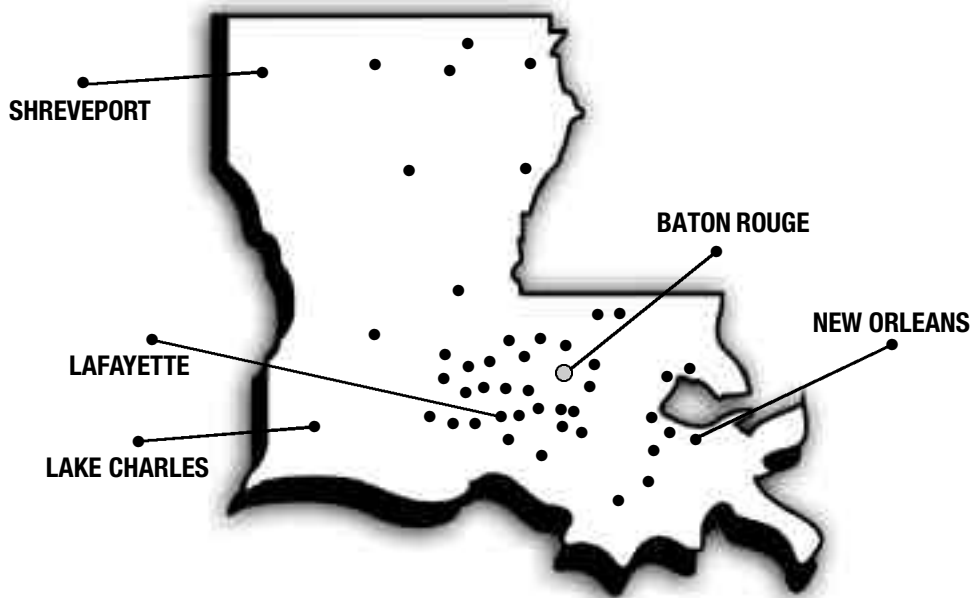 SHREVEPORT
BATON ROUGE
NEW ORLEANS
LAFAYETTE
LAKE CHARLES